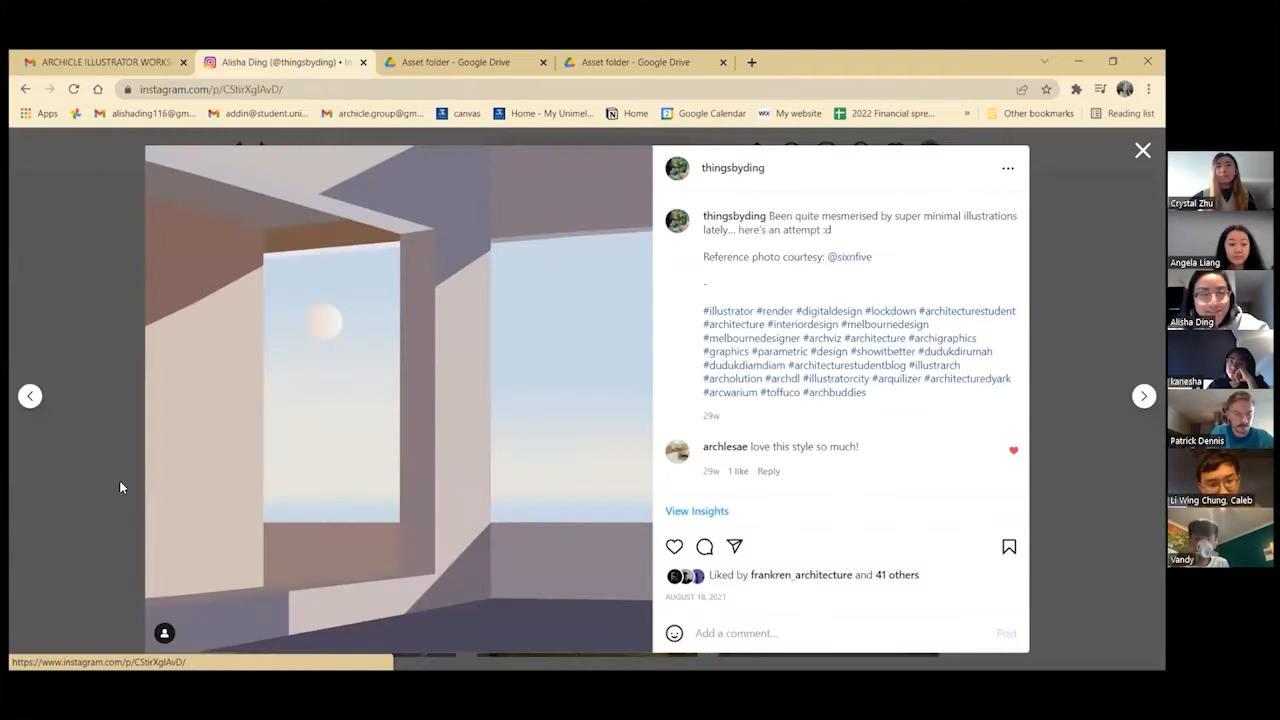 ARCHICLE ILLUSTRATOR WORKS
Alisha Ding (@thingsbyding) • In
Asset folder - Google Drive
Asset folder - Google Drive
instagram.com/p/CStirXglAvD/
Apps
alishading116@gm...
addin@student.uni...
archicle.group@gm...
canvas
Home - My Unimel...
Home
Google Calendar
WIX My website
2022 Financial spre...
»
Other bookmarks
Reading list
thingsbyding
thingsbyding Been quite mesmerised by super minimal illustrations
lately... here's an attempt :d
Reference photo courtesy: @sixnfive
-
#illustrator #render #digitaldesign #lockdown #architecturestudent
#architecture #interiordesign #melbournedesign
#melbournedesigner #archviz #architecture #archigraphics
#graphics #parametric #design #showitbetter #dudukdirumah
#dudukdiamdiam #architecturestudentblog #illustrarch
#archolution #archdl #illustratorcity #arquilizer #architecturedyark
#arcwarium #toffuco #archbuddies
29w
archlesae love this style so much!
29w 1 like Reply
View Insights
Liked by frankren_architecture and 41 others
AUGUST 18, 2021
Add a comment...
Post
https://www.instagram.com/p/CStirXglAvD/
Crystal Zhu
Angela Liang
Alisha Ding
kanesha
Patrick Dennis
Li Wing Chung, Caleb
Vandy